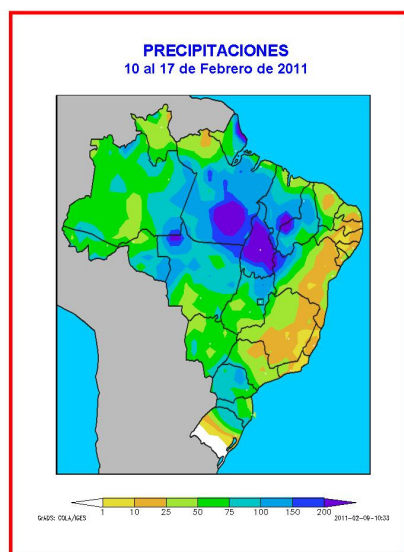 PRECIPITACIONES
10 al 17 de Febrero de 2011
1 10 25 50 75 100 150 200
GrADS: COLA/IGES 2011-02-09-10:33